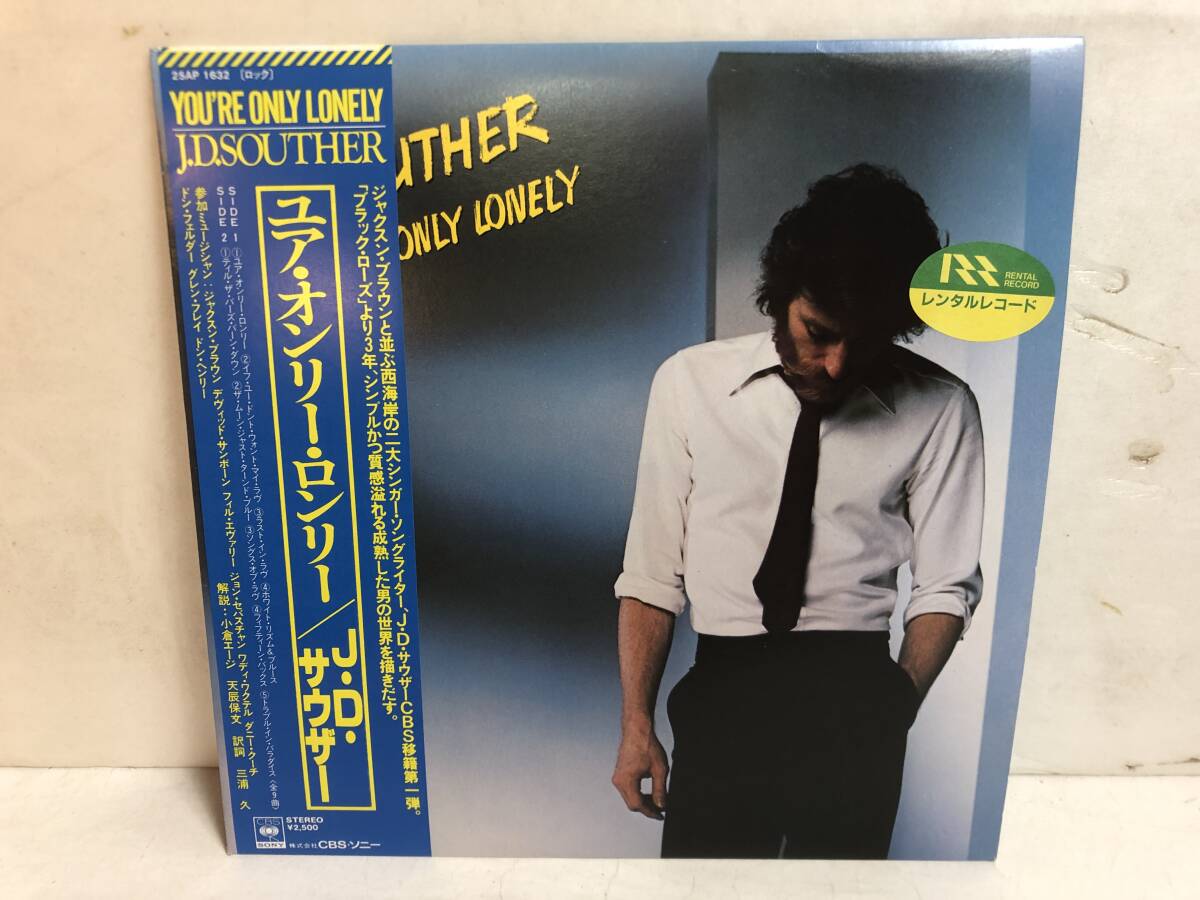 25AP 1632 〔ロック〕
YOU'RE ONLY LONELY
J.D.SOUTHER
ジャクスン・ブラウンと並ぶ西海岸の二大シンガー・ソングライター、J・D・サウザーCBS移籍第一弾。
「ブラック・ローズ」より3年、シンプルかつ質感溢れる成熟した男の世界を描きだす。
ユア・オンリー・ロンリー/J・D・サウザー
SIDE 1 ①ユア・オンリー・ロンリー ②イフ・ユー・ドント・ウォント・マイ・ラヴ ③ラスト・イン・ラヴ ④ホワイト・リズム&ブルース
SIDE 2 ①ティル・ザ・バーズ・バーン・ダウン ②ザ・ムーン・ジャスト・ターンド・ブルー ③ソングス・オブ・ラヴ ④フィフティーン・バックス ⑤トラブル・イン・パラダイス〈全9曲〉
参加ミュージシャン:ジャクスン・ブラウン デヴィッド・サンボーン フィル・エヴァリー ジョン・セバスチャン ワディ・ワクテル ダニー・クーチ
ドン・フェルダー グレン・フレイ ドン・ヘンリー
解説:小倉エージ 天辰保文 訳詞 三浦 久
CBS
SONY
STEREO
¥2,500
株式会社CBS・ソニー
UTHER
ONLY LONELY
RENTAL
RECORD
レンタルレコード